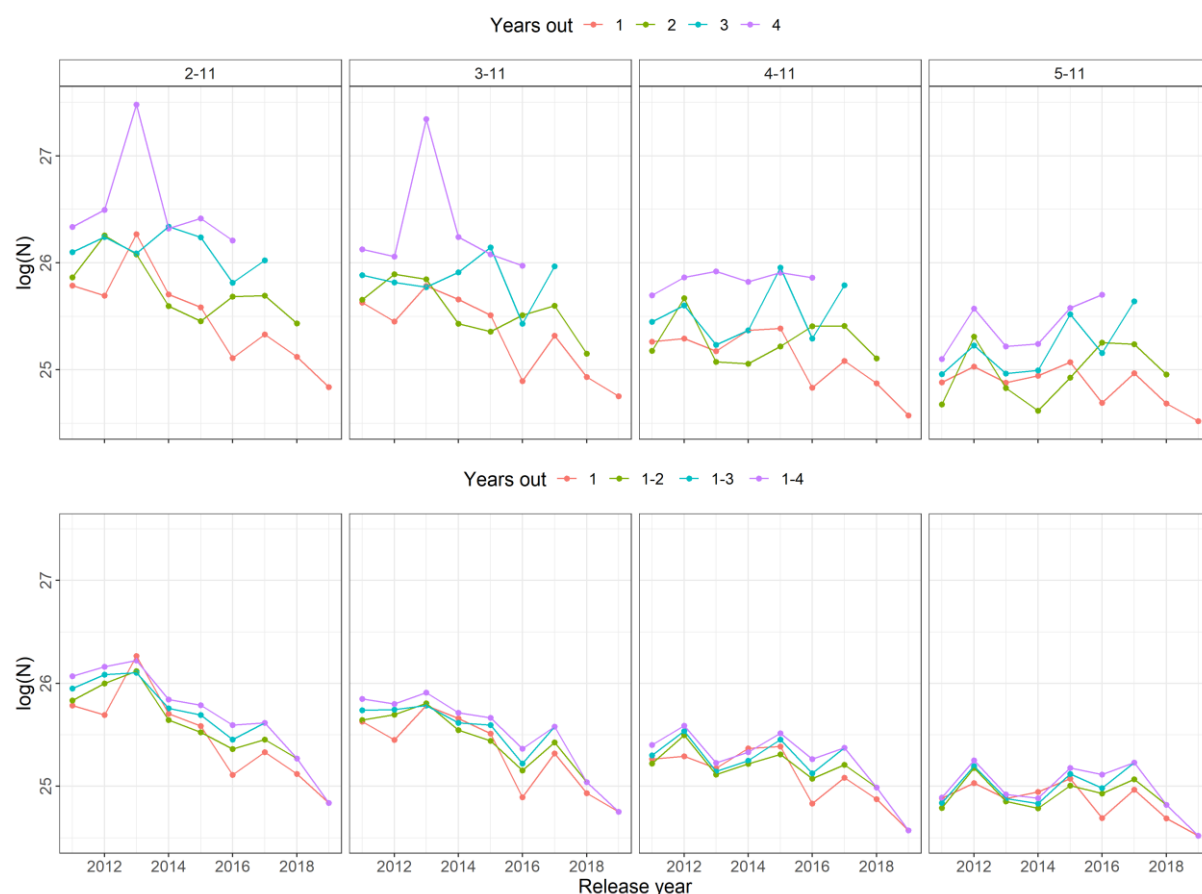 Years out 1 2 3 4
2-11 3-11 4-11 5-11
27
26
25
log(N)
Years out 1 1-2 1-3 1-4
27
26
25
log(N)
2012 2014 2016 2018 2012 2014 2016 2018 2012 2014 2016 2018 2012 2014 2016 2018
Release year